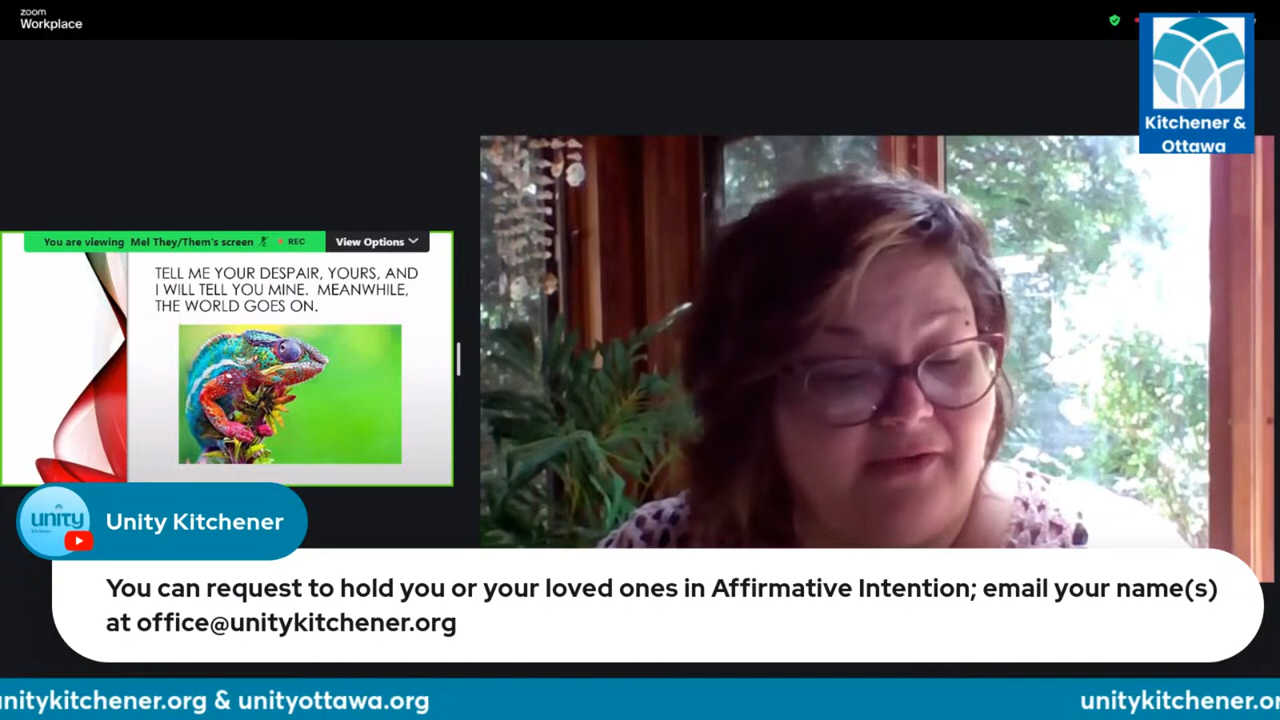 zoom
Workplace
Kitchener &
Ottawa
You are viewing Mel They/Them's screen
REC
View Options
TELL ME YOUR DESPAIR, YOURS, AND
I WILL TELL YOU MINE. MEANWHILE,
THE WORLD GOES ON.
unity
Unity Kitchener
You can request to hold you or your loved ones in Affirmative Intention; email your name(s)
at office@unitykitchener.org
unitykitchener.org & unityottawa.org
unitykitchener.or